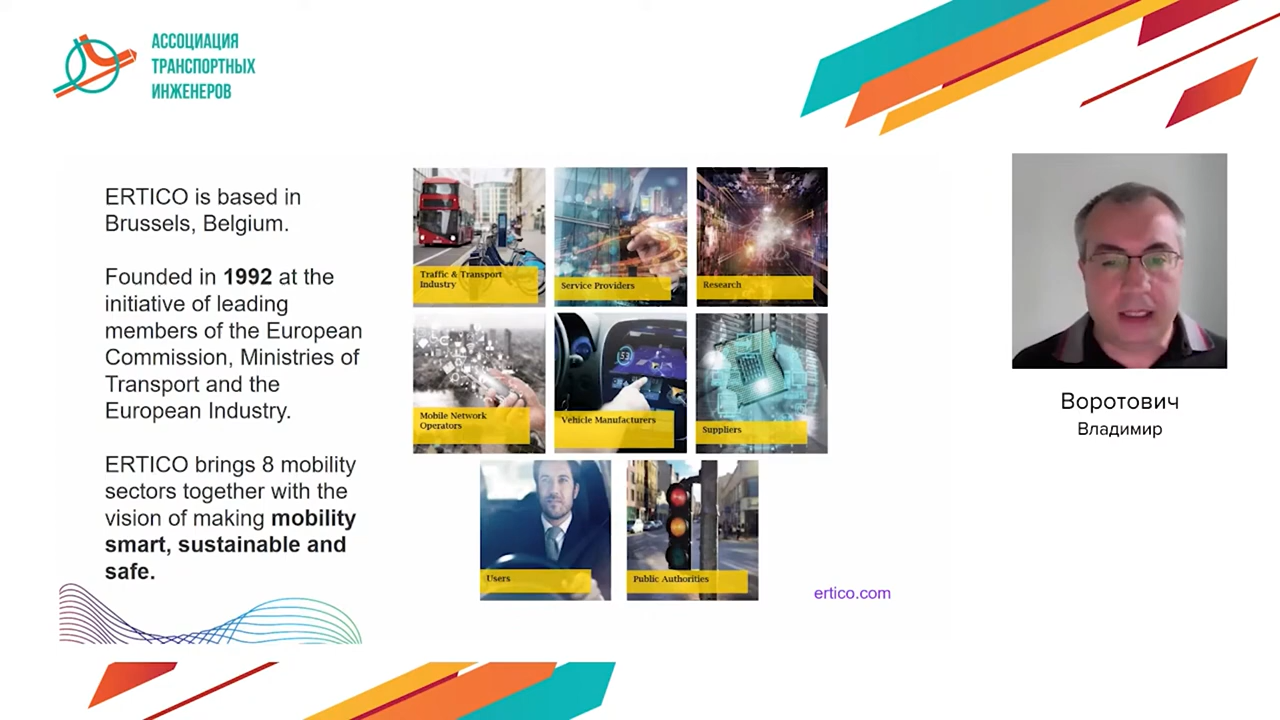 АССОЦИАЦИЯ
ТРАНСПОРТНЫХ
ИНЖЕНЕРОВ
ERTICO is based in
Brussels, Belgium.
Founded in 1992 at the
initiative of leading
members of the European
Commission, Ministries of
Transport and the
European Industry.
ERTICO brings 8 mobility
sectors together with the
vision of making mobility
smart, sustainable and
safe.
Traffic & Transport
Industry
Service Providers
Research
Mobile Network
Operators
Vehicle Manufacturers
Suppliers
Users
Public Authorities
ertico.com
Воротович
Владимир